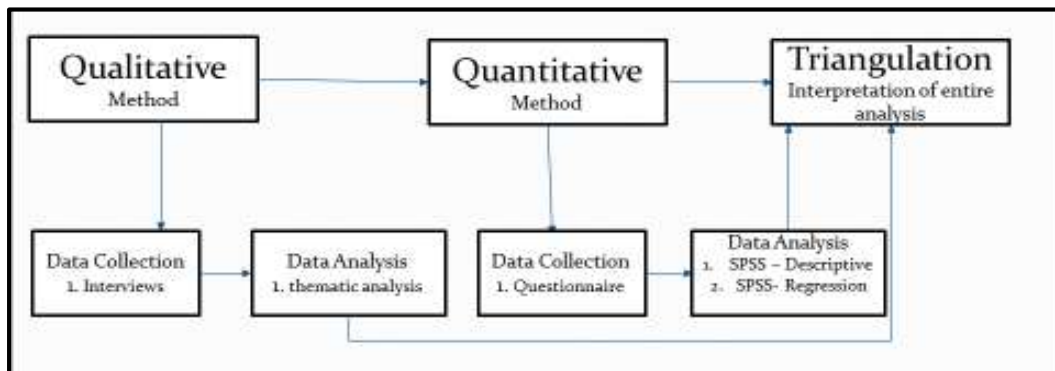 Qualitative
Method
Quantitative
Method
Triangulation
Interpretation of entire
analysis
Data Collection
1. Interviews
Data Analysis
1. thematic analysis
Data Collection
1. Questionnaire
Data Analysis
1. SPSS – Descriptive
2. SPSS- Regression